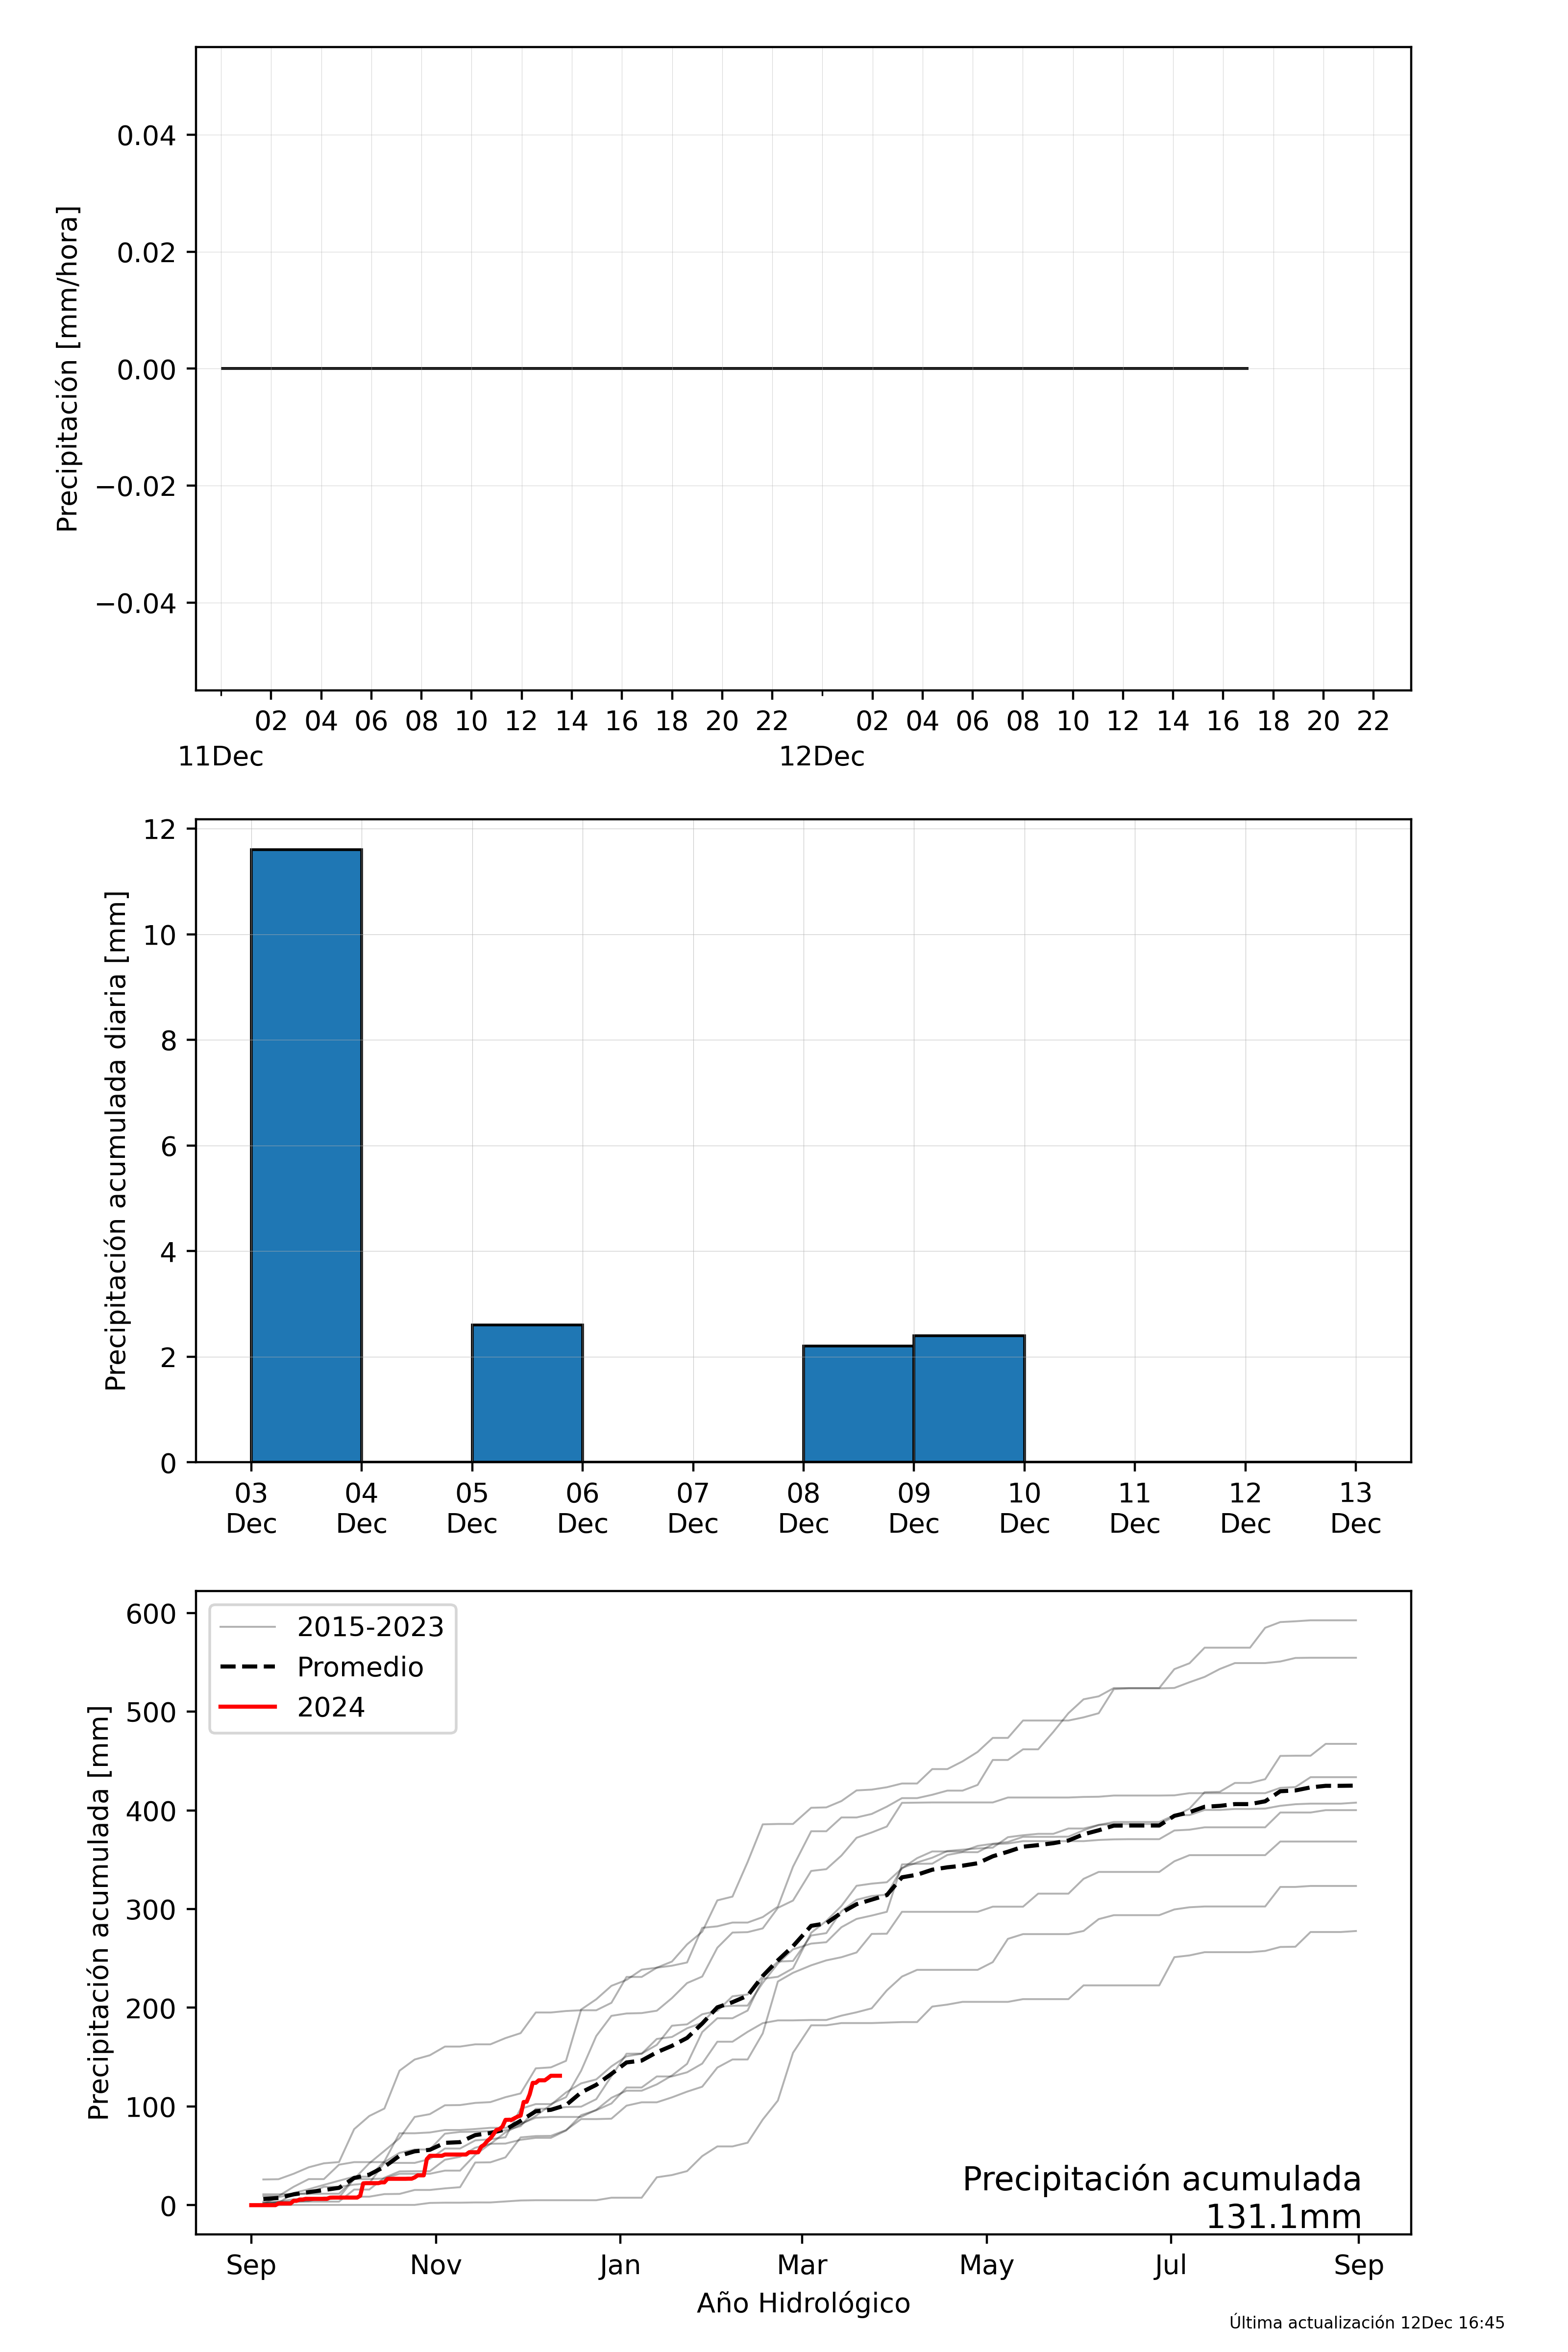 0.04
0.02
0.00
−0.02
−0.04
Precipitación [mm/hora]
02 04 06 08 10 12 14 16 18 20 22 02 04 06 08 10 12 14 16 18 20 22
11Dec 12Dec
12
10
8
6
4
2
0
Precipitación acumulada diaria [mm]
03 04 05 06 07 08 09 10 11 12 13
Dec Dec Dec Dec Dec Dec Dec Dec Dec Dec Dec
600
500
400
300
200
100
0
Precipitación acumulada [mm]
2015-2023
Promedio
2024
Precipitación acumulada
131.1mm
Sep Nov Jan Mar May Jul Sep
Año Hidrológico
Última actualización 12Dec 16:45